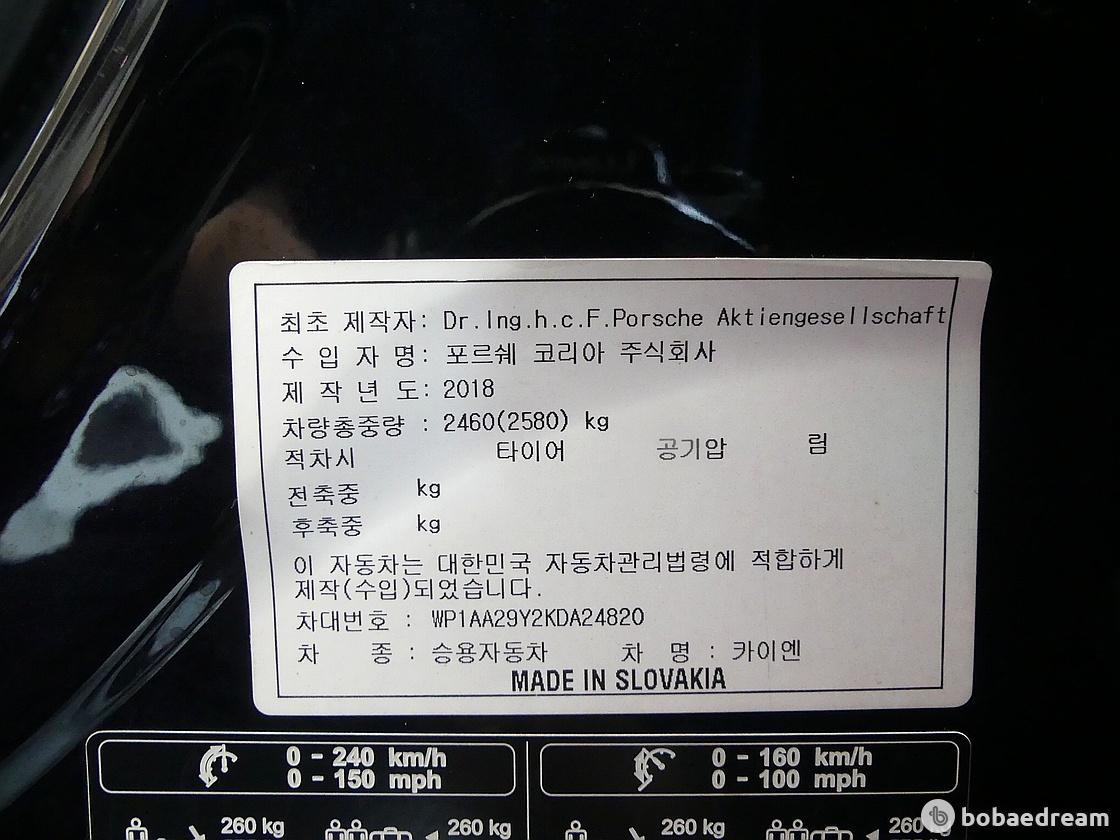 최초 제작자: Dr.Ing.h.c.F.Porsche Aktiengesellschaft
수 입 자 명: 포르쉐 코리아 주식회사
제 작 년 도: 2018
차량총중량 : 2460(2580) kg
적차시 타이어 공기압 림
전축중 kg
후축중 kg
이 자동차는 대한민국 자동차관리법령에 적합하게
제작(수입)되었습니다.
차대번호 : WP1AA29Y2KDA24820
차 종 : 승용자동차 차 명 : 카이엔
MADE IN SLOVAKIA
0 - 240 km/h 0 - 160 km/h
0 - 150 mph 0 - 100 mph
260 kg 260 kg 260 kg 260
bobaedream